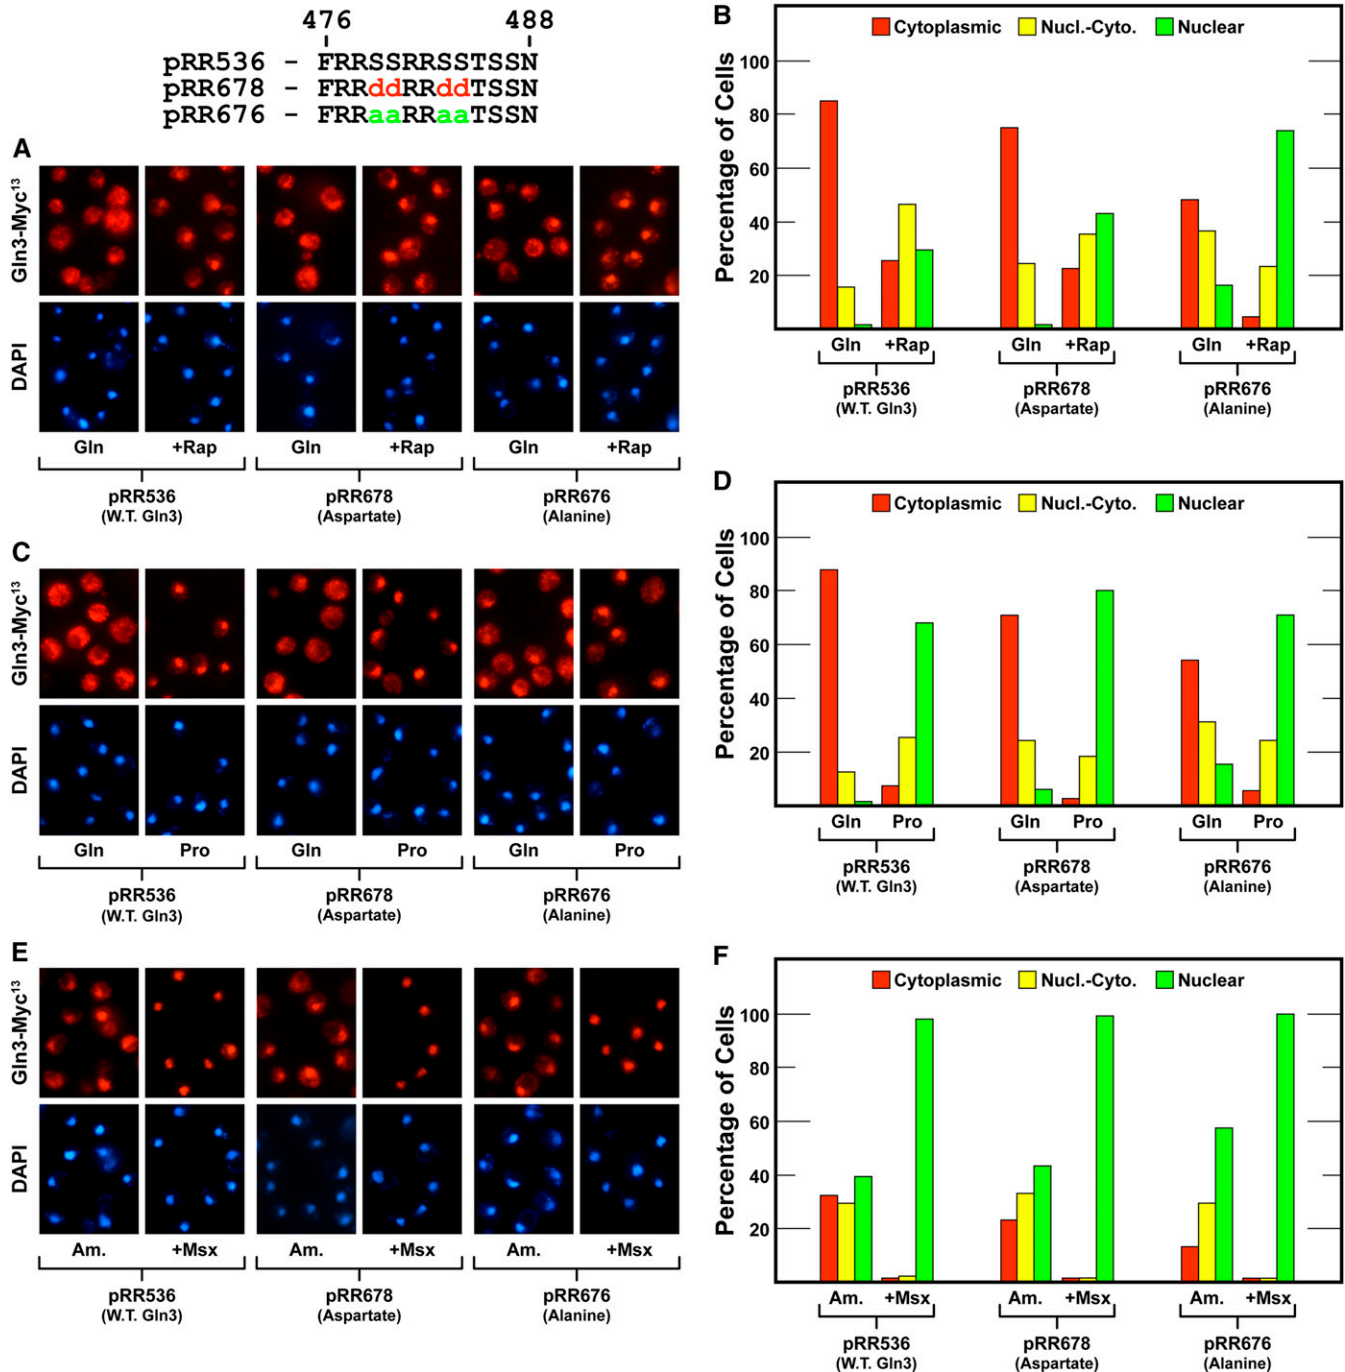 476 488
pRR536 - FRRSSRRSSTSSN
pRR678 - FRRddRRddTSSN
pRR676 - FRRaaRRaaTSSN
A
Gln3-Myc13
DAPI
Gln +Rap Gln +Rap Gln +Rap
pRR536 pRR678 pRR676
(W.T. Gln3) (Aspartate) (Alanine)
B
Cytoplasmic Nucl.-Cyto. Nuclear
Percentage of Cells
100
80
60
40
20
Gln +Rap Gln +Rap Gln +Rap
pRR536 pRR678 pRR676
(W.T. Gln3) (Aspartate) (Alanine)
C
Gln3-Myc13
DAPI
Gln Pro Gln Pro Gln Pro
pRR536 pRR678 pRR676
(W.T. Gln3) (Aspartate) (Alanine)
D
Cytoplasmic Nucl.-Cyto. Nuclear
Percentage of Cells
100
80
60
40
20
Gln Pro Gln Pro Gln Pro
pRR536 pRR678 pRR676
(W.T. Gln3) (Aspartate) (Alanine)
E
Gln3-Myc13
DAPI
Am. +Msx Am. +Msx Am. +Msx
pRR536 pRR678 pRR676
(W.T. Gln3) (Aspartate) (Alanine)
F
Cytoplasmic Nucl.-Cyto. Nuclear
Percentage of Cells
100
80
60
40
20
Am. +Msx Am. +Msx Am. +Msx
pRR536 pRR678 pRR676
(W.T. Gln3) (Aspartate) (Alanine)